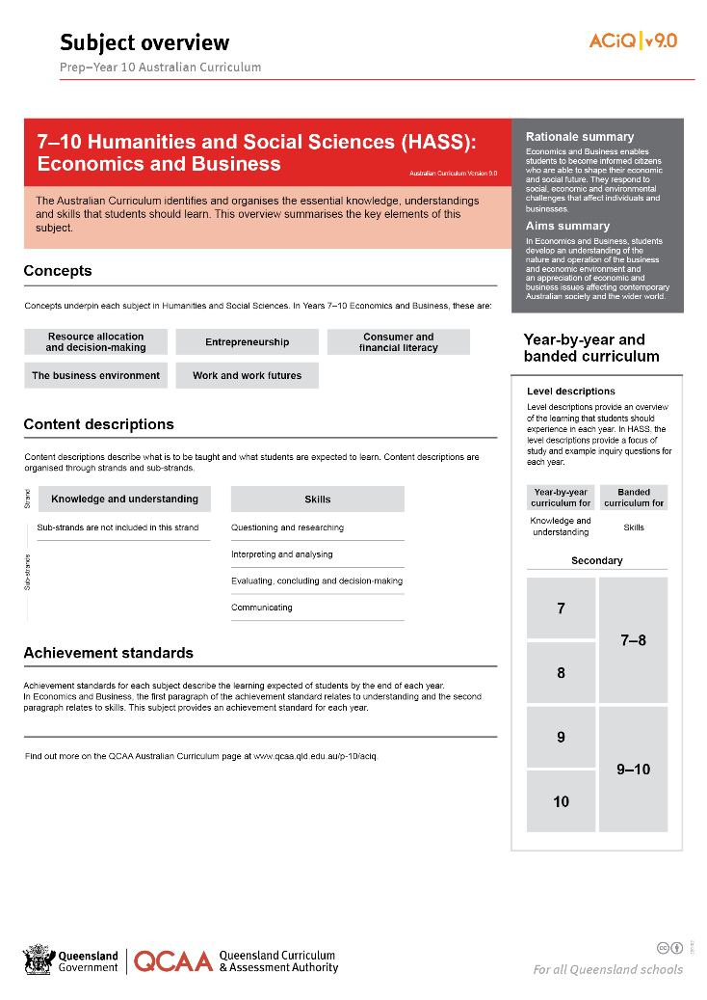 Subject overview
Prep–Year 10 Australian Curriculum
ACiQ v9.0
7–10 Humanities and Social Sciences (HASS):
Economics and Business
Australian Curriculum Version 9.0
The Australian Curriculum identifies and organises the essential knowledge, understandings
and skills that students should learn. This overview summarises the key elements of this
subject.
Rationale summary
Economics and Business enables
students to become informed citizens
who are able to shape their economic
and social future. They respond to
social, economic and environmental
challenges that affect individuals and
businesses.
Aims summary
In Economics and Business, students
develop an understanding of the
nature and operation of the business
and economic environment and
an appreciation of economic and
business issues affecting contemporary
Australian society and the wider world.
Concepts
Concepts underpin each subject in Humanities and Social Sciences. In Years 7–10 Economics and Business, these are:
Resource allocation
and decision-making
Entrepreneurship
Consumer and
financial literacy
The business environment
Work and work futures
Content descriptions
Content descriptions describe what is to be taught and what students are expected to learn. Content descriptions are
organised through strands and sub-strands.
Strand
Knowledge and understanding
Skills
Sub-strands
Sub-strands are not included in this strand
Questioning and researching
Interpreting and analysing
Evaluating, concluding and decision-making
Communicating
Achievement standards
Achievement standards for each subject describe the learning expected of students by the end of each year.
In Economics and Business, the first paragraph of the achievement standard relates to understanding and the second
paragraph relates to skills. This subject provides an achievement standard for each year.
Find out more on the QCAA Australian Curriculum page at www.qcaa.qld.edu.au/p-10/aciq.
Year-by-year and
banded curriculum
Level descriptions
Level descriptions provide an overview
of the learning that students should
experience in each year. In HASS, the
level descriptions provide a focus of
study and example inquiry questions for
each year.
Year-by-year
curriculum for
Banded
curriculum for
Knowledge and
understanding
Skills
Secondary
7
8
7–8
9
10
9–10
Queensland
Government
QCAA
Queensland Curriculum
& Assessment Authority
cc
For all Queensland schools